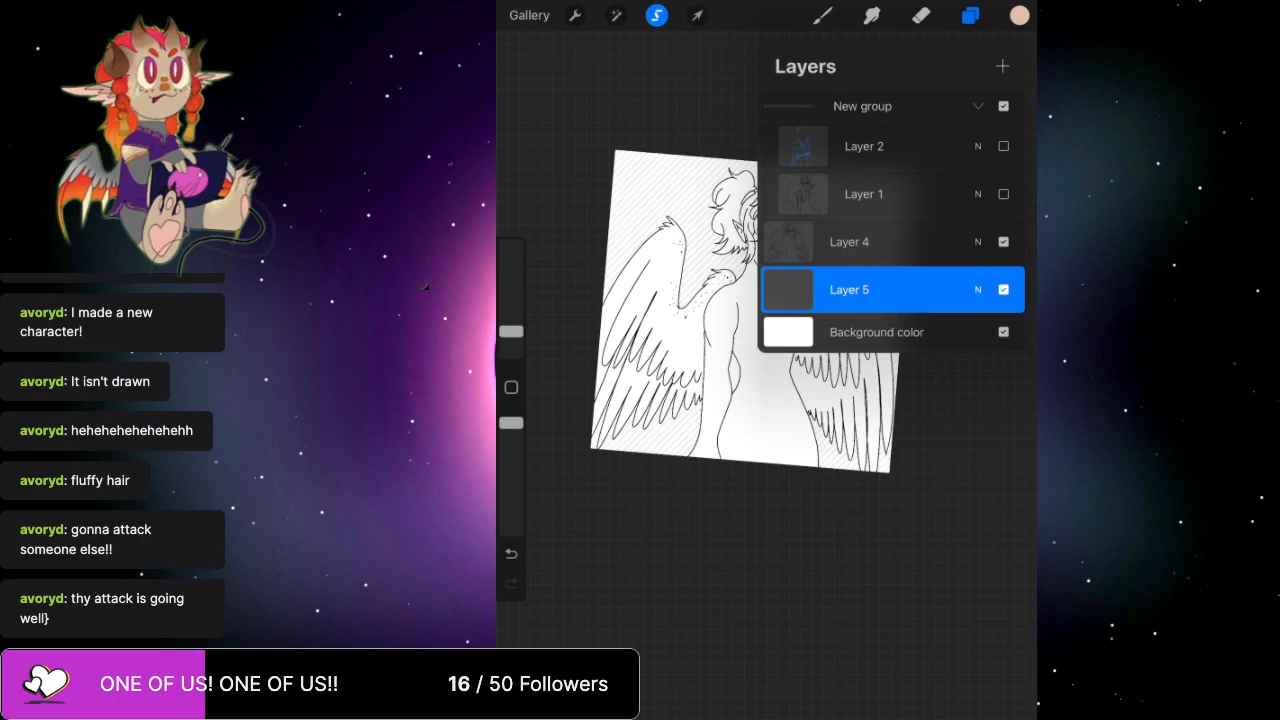 Gallery
Layers
New group
Layer 2 N
Layer 1 N
Layer 4 N
Layer 5 N
Background color
avoryd: I made a new
character!
avoryd: It isn't drawn
avoryd: hehehehehehehehh
avoryd: fluffy hair
avoryd: gonna attack
someone else!!
avoryd: thy attack is going
well}
ONE OF US! ONE OF US!!
16 / 50 Followers